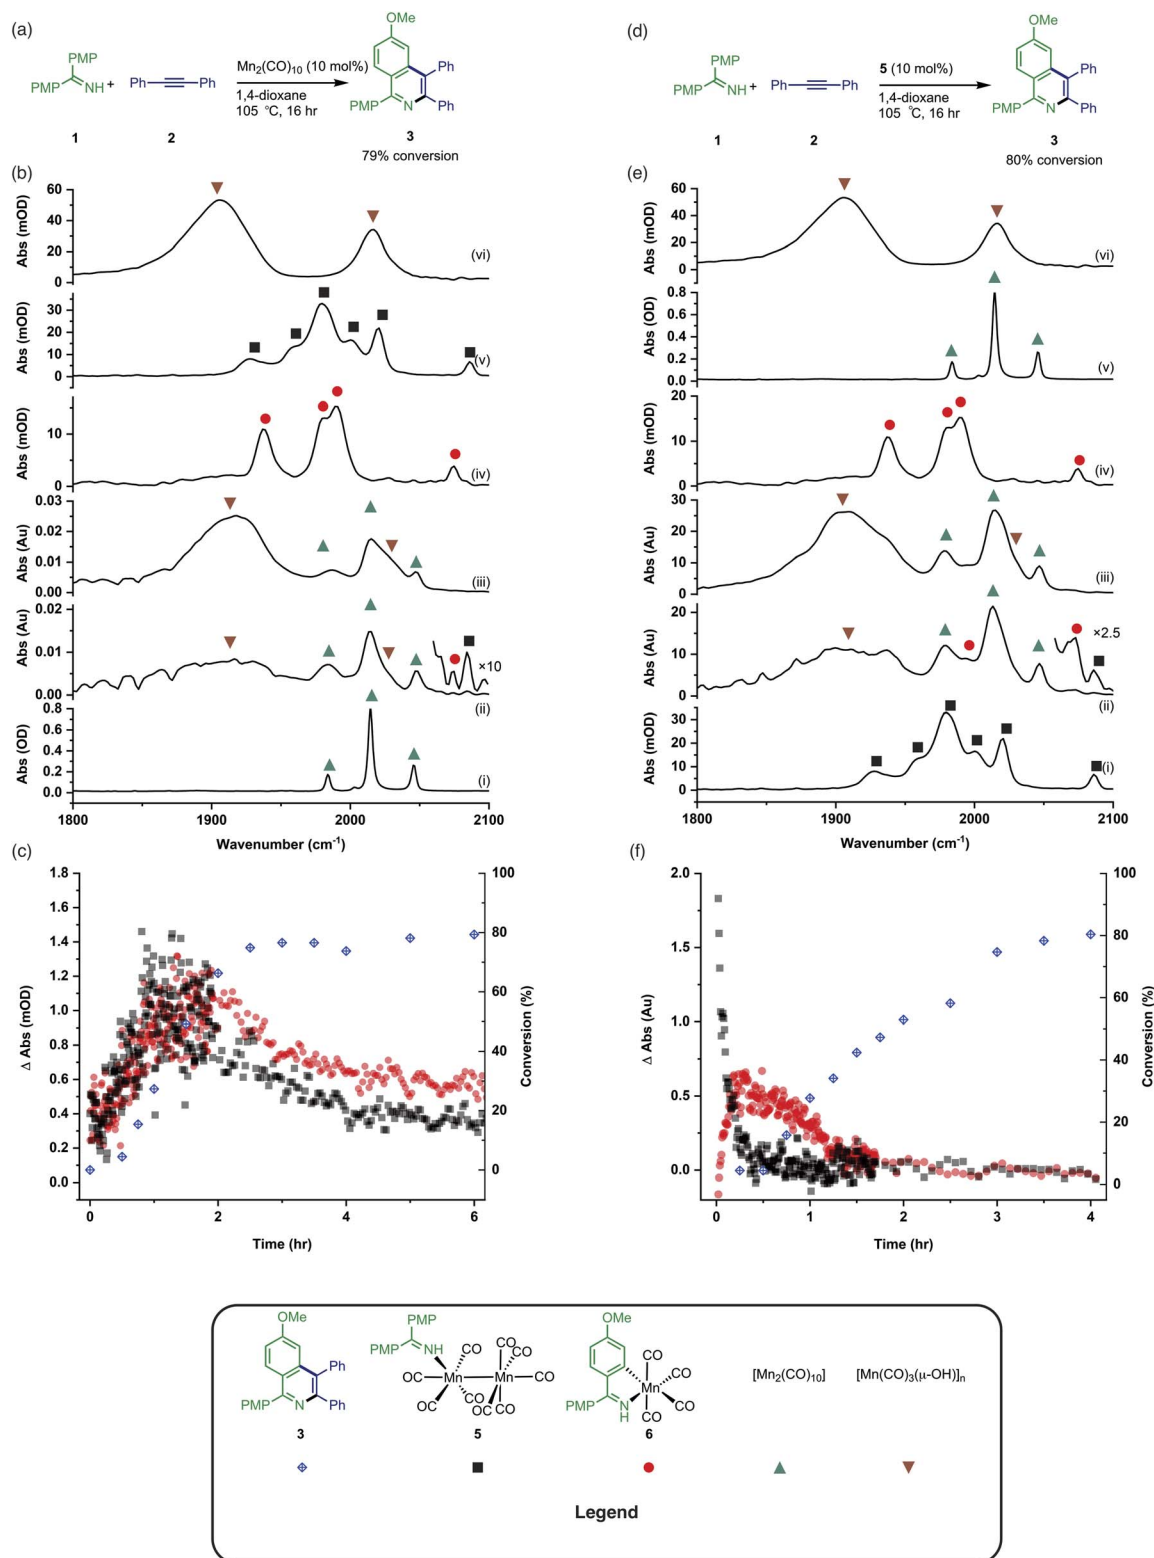 (a)
OMe
PMP
PMP
NH
+
Ph
Ph
Mn2(CO)10 (10 mol%)
1,4-dioxane
105 °C, 16 hr
PMP
N
Ph
Ph
1
2
3
79% conversion
(d)
OMe
PMP
PMP
NH
+
Ph
Ph
5 (10 mol%)
1,4-dioxane
105 °C, 16 hr
PMP
N
Ph
Ph
1
2
3
80% conversion
(b)
Abs (mOD)
60
40
20
0
(vi)
Abs (mOD)
30
20
10
0
(v)
Abs (mOD)
10
0
(iv)
Abs (Au)
0.03
0.02
0.01
0.00
(iii)
Abs (Au)
0.02
0.01
0.00
×10
(ii)
Abs (OD)
0.8
0.6
0.4
0.2
0.0
(i)
1800
1900
2000
2100
Wavenumber (cm-1)
(e)
Abs (mOD)
60
40
20
0
(vi)
Abs (OD)
0.8
0.6
0.4
0.2
0.0
(v)
Abs (mOD)
20
10
0
(iv)
Abs (Au)
30
20
10
0
(iii)
Abs (Au)
20
10
0
×2.5
(ii)
Abs (mOD)
30
20
10
0
(i)
1800
1900
2000
2100
Wavenumber (cm-1)
(c)
Δ Abs (mOD)
1.8
1.6
1.4
1.2
1.0
0.8
0.6
0.4
0.2
0.0
100
80
60
40
20
0
Conversion (%)
0
2
4
6
Time (hr)
(f)
Δ Abs (Au)
2.0
1.5
1.0
0.5
0.0
100
80
60
40
20
0
Conversion (%)
0
1
2
3
4
Time (hr)
OMe
PMP
N
Ph
Ph
3
PMP
PMP
NH
CO
OC
Mn
CO
OC
CO
CO
Mn
CO
OC
CO
5
OMe
PMP
N
H
Mn
CO
CO
CO
CO
6
[Mn2(CO)10]
[Mn(CO)3(μ-OH)]n
Legend